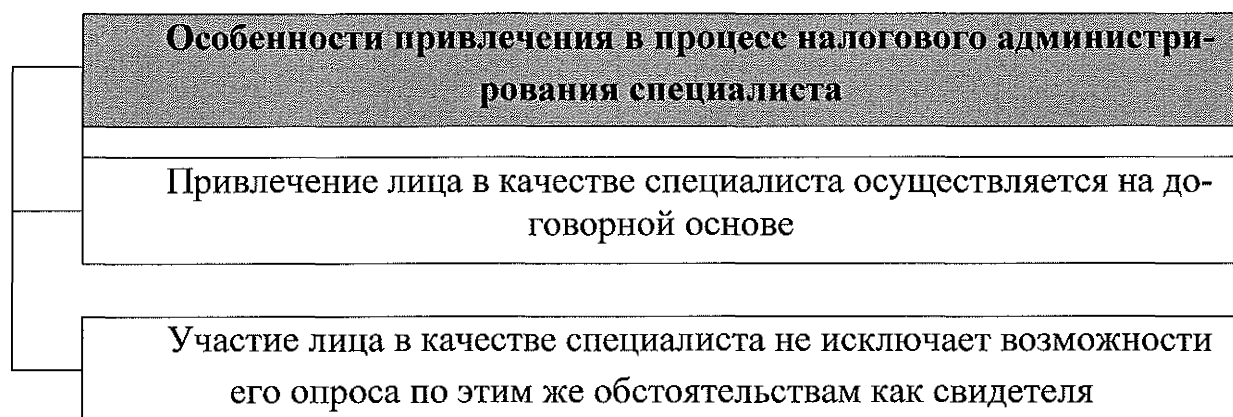 Особенности привлечения в процесс налогового администри-
рования специалиста
Привлечение лица в качестве специалиста осуществляется на до-
говорной основе
Участие лица в качестве специалиста не исключает возможности
его опроса по этим же обстоятельствам как свидетеля